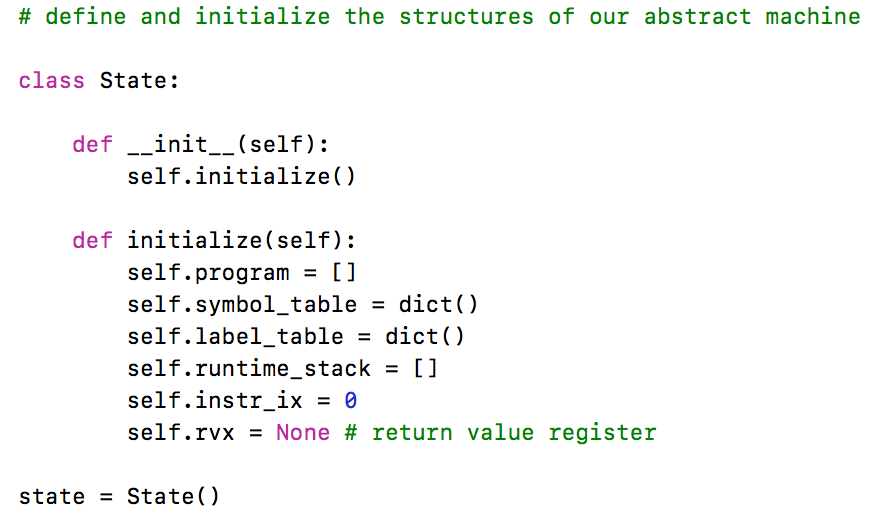 # define and initialize the structures of our abstract machine
class State:
    def __init__(self):
        self.initialize()
    def initialize(self):
        self.program = []
        self.symbol_table = dict()
        self.label_table = dict()
        self.runtime_stack = []
        self.instr_ix = 0
        self.rvx = None # return value register
state = State()